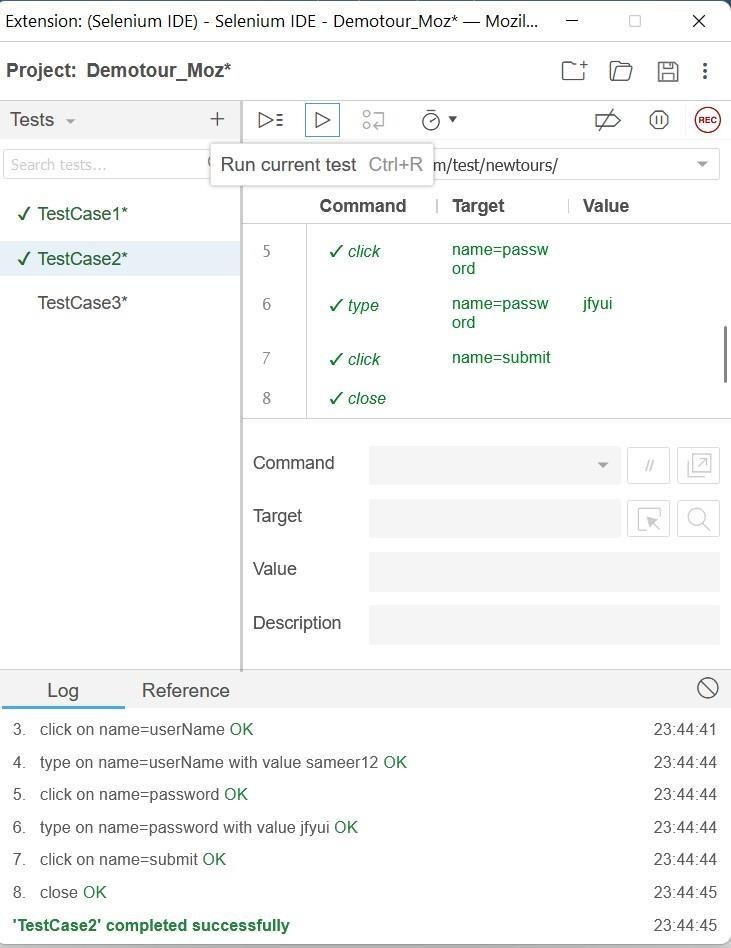 Extension: (Selenium IDE) - Selenium IDE - Demotour_Moz* — Mozil...
Project: Demotour_Moz*
Tests
REC
Search tests...
Run current test Ctrl+R
m/test/newtours/
Command Target Value
✓ TestCase1*
✓ TestCase2*
TestCase3*
5 ✓ click name=passw
ord
6 ✓ type name=passw jfyui
ord
7 ✓ click name=submit
8 ✓ close
Command
//
Target
Value
Description
Log Reference
3. click on name=userName OK 23:44:41
4. type on name=userName with value sameer12 OK 23:44:44
5. click on name=password OK 23:44:44
6. type on name=password with value jfyui OK 23:44:44
7. click on name=submit OK 23:44:44
8. close OK 23:44:45
'TestCase2' completed successfully 23:44:45